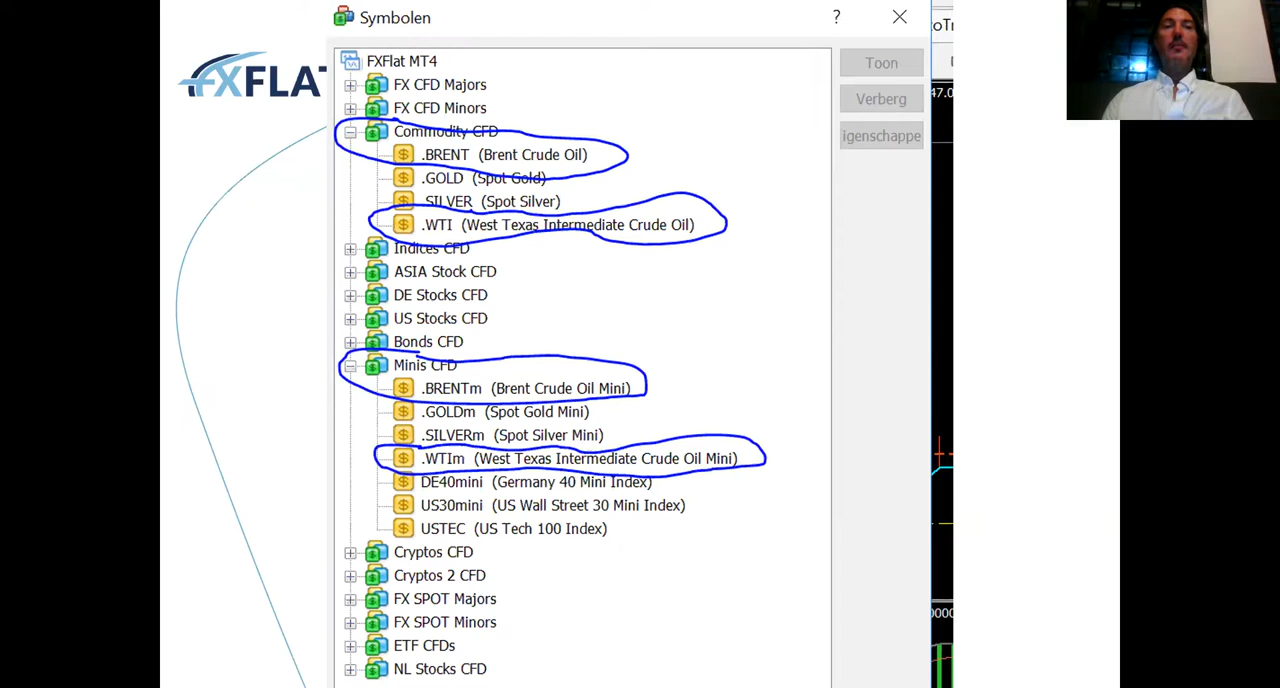 Symbolen
?
oTr
FXFLAT
FXFlat MT4
Toon
FX CFD Majors
47.0
Verberg
FX CFD Minors
Commodity CFD
igenschappe
.BRENT (Brent Crude Oil)
.GOLD (Spot Gold)
.SILVER (Spot Silver)
.WTI (West Texas Intermediate Crude Oil)
Indices CFD
ASIA Stock CFD
DE Stocks CFD
US Stocks CFD
Bonds CFD
Minis CFD
.BRENTm (Brent Crude Oil Mini)
.GOLDm (Spot Gold Mini)
.SILVERm (Spot Silver Mini)
.WTIm (West Texas Intermediate Crude Oil Mini)
DE40mini (Germany 40 Mini Index)
US30mini (US Wall Street 30 Mini Index)
USTEC (US Tech 100 Index)
Cryptos CFD
Cryptos 2 CFD
FX SPOT Majors
0000
FX SPOT Minors
ETF CFDs
NL Stocks CFD